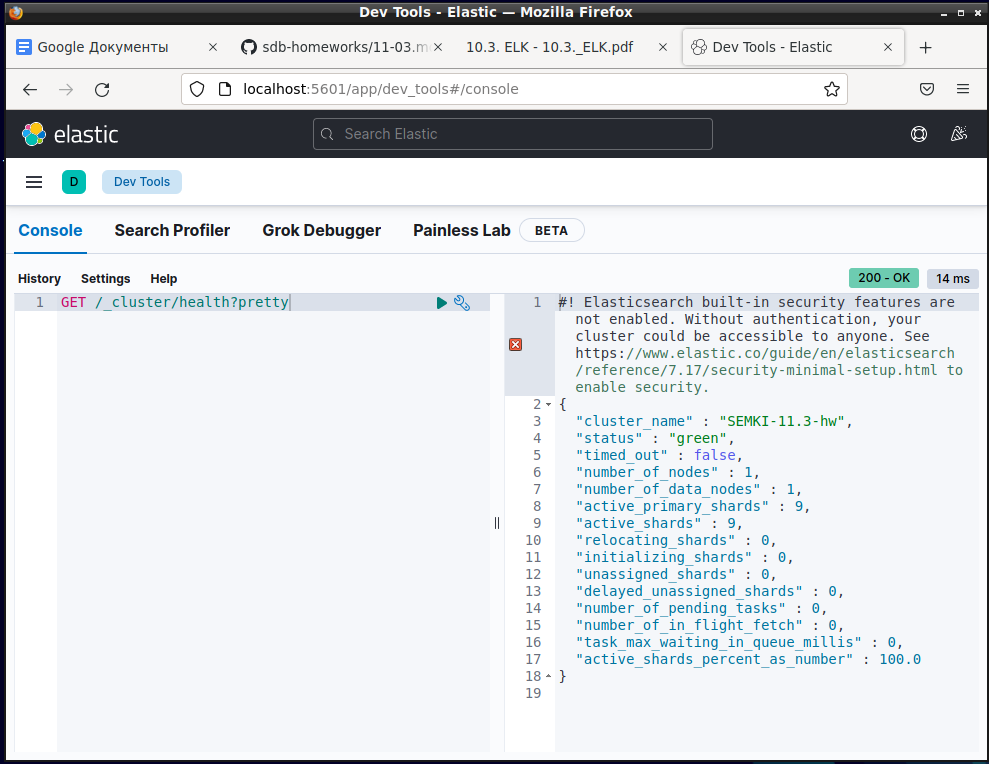 Dev Tools - Elastic — Mozilla Firefox
Google Документы
sdb-homeworks/11-03.m
10.3. ELK - 10.3._ELK.pdf
Dev Tools - Elastic
localhost:5601/app/dev_tools#/console
elastic
Search Elastic
D
Dev Tools
Console
Search Profiler
Grok Debugger
Painless Lab
BETA
History
Settings
Help
200 - OK
14 ms
1 GET /_cluster/health?pretty
1 #! Elasticsearch built-in security features are
not enabled. Without authentication, your
cluster could be accessible to anyone. See
https://www.elastic.co/guide/en/elasticsearch
/reference/7.17/security-minimal-setup.html to
enable security.
2 {
3 "cluster_name" : "SEMKI-11.3-hw",
4 "status" : "green",
5 "timed_out" : false,
6 "number_of_nodes" : 1,
7 "number_of_data_nodes" : 1,
8 "active_primary_shards" : 9,
9 "active_shards" : 9,
10 "relocating_shards" : 0,
11 "initializing_shards" : 0,
12 "unassigned_shards" : 0,
13 "delayed_unassigned_shards" : 0,
14 "number_of_pending_tasks" : 0,
15 "number_of_in_flight_fetch" : 0,
16 "task_max_waiting_in_queue_millis" : 0,
17 "active_shards_percent_as_number" : 100.0
18 }
19